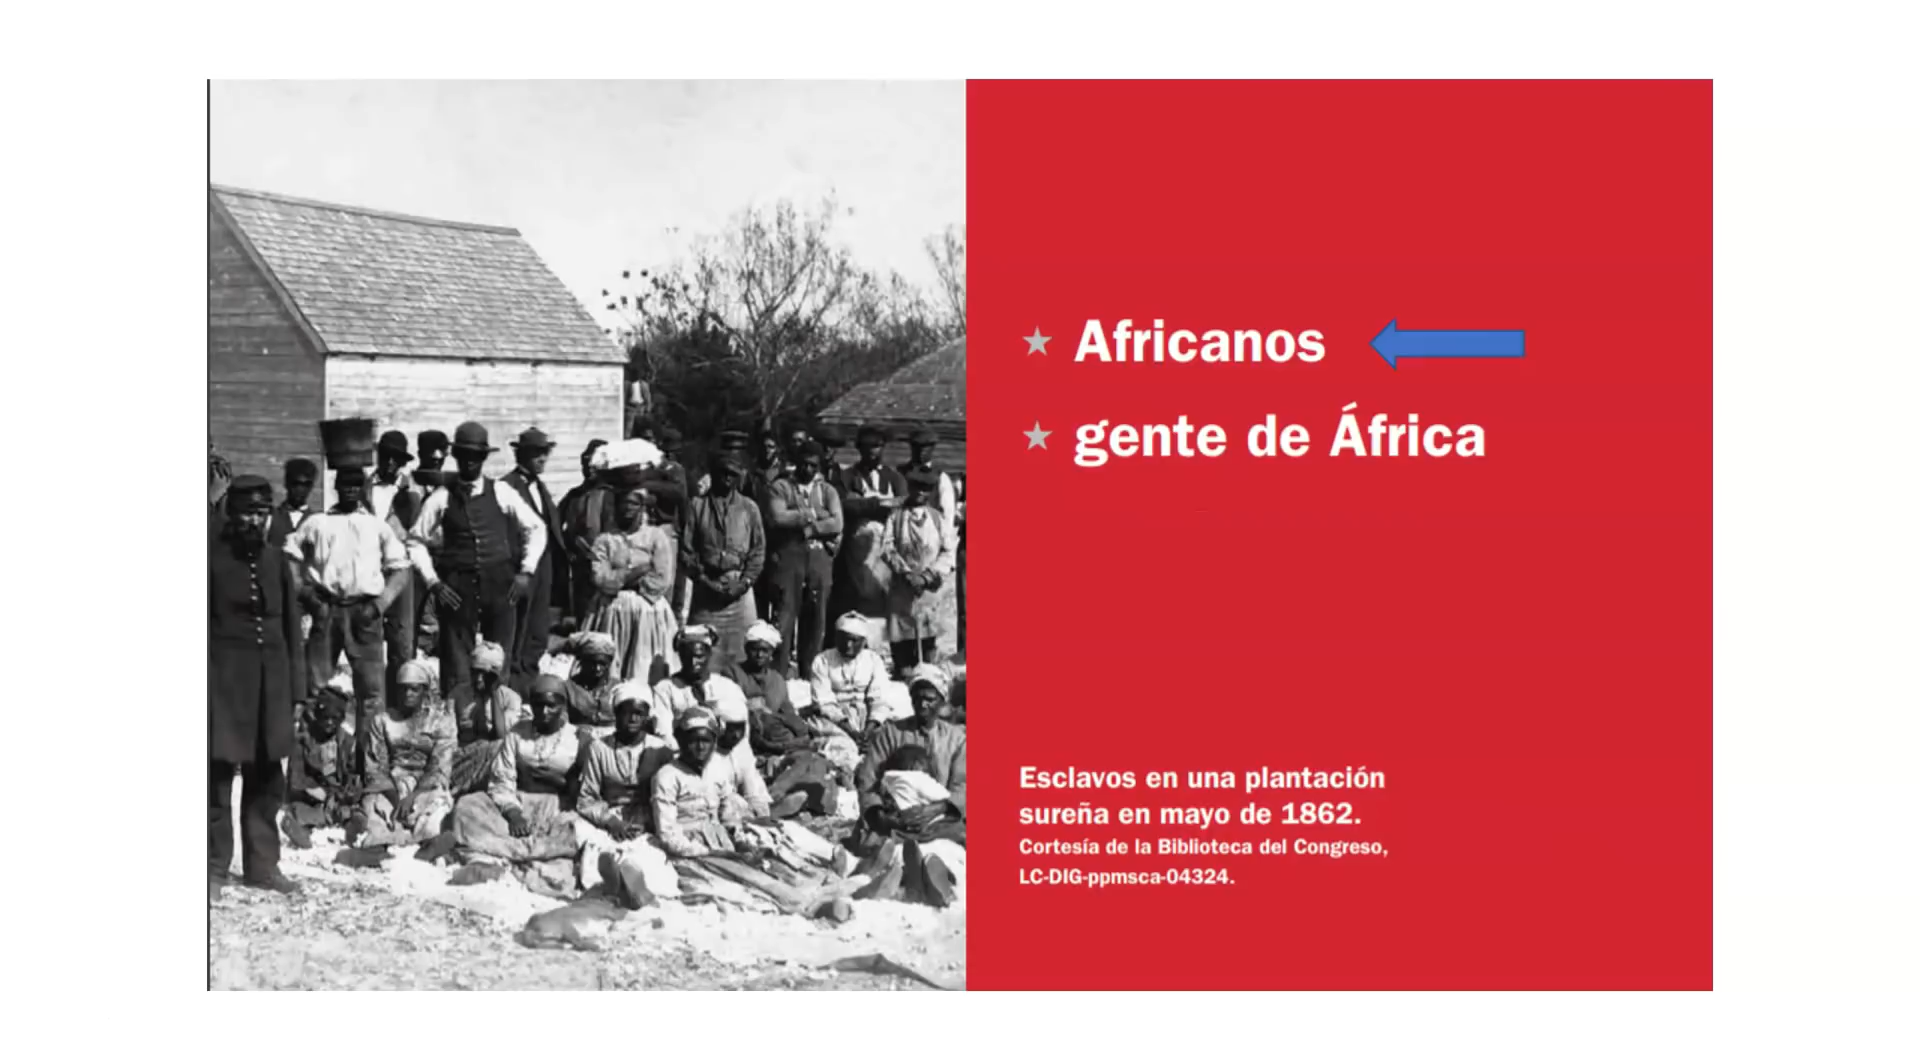 Africanos
gente de África
Esclavos en una plantación
sureña en mayo de 1862.
Cortesía de la Biblioteca del Congreso,
LC-DIG-ppmsca-04324.